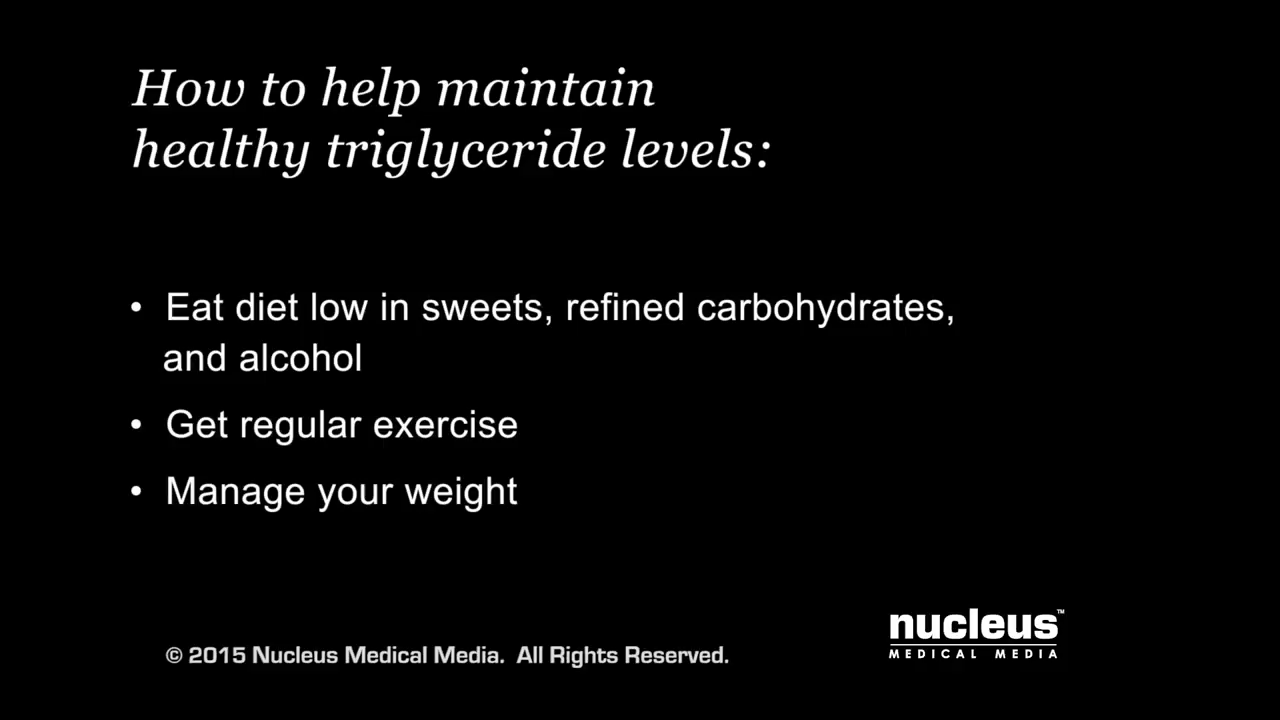 How to help maintain
healthy triglyceride levels:
• Eat diet low in sweets, refined carbohydrates,
and alcohol
• Get regular exercise
• Manage your weight
nucleus™
MEDICAL MEDIA
© 2015 Nucleus Medical Media. All Rights Reserved.